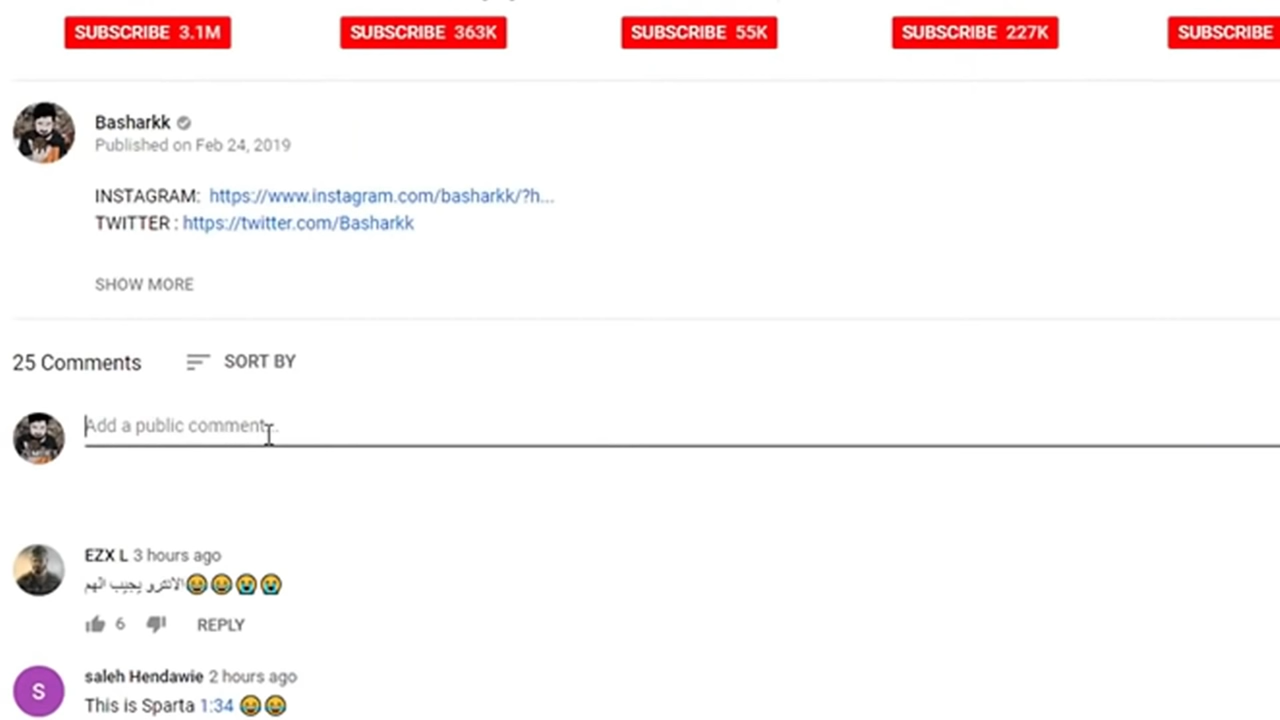 SUBSCRIBE 3.1M SUBSCRIBE 363K SUBSCRIBE 55K SUBSCRIBE 227K SUBSCRIBE
Basharkk
Published on Feb 24, 2019
INSTAGRAM: https://www.instagram.com/basharkk/?h...
TWITTER : https://twitter.com/Basharkk
SHOW MORE
25 Comments SORT BY
Add a public comment...
EZX L 3 hours ago
الانترو يجيب الهم😂😂😭😭
6 REPLY
S saleh Hendawie 2 hours ago
This is Sparta 1:34 😂😂